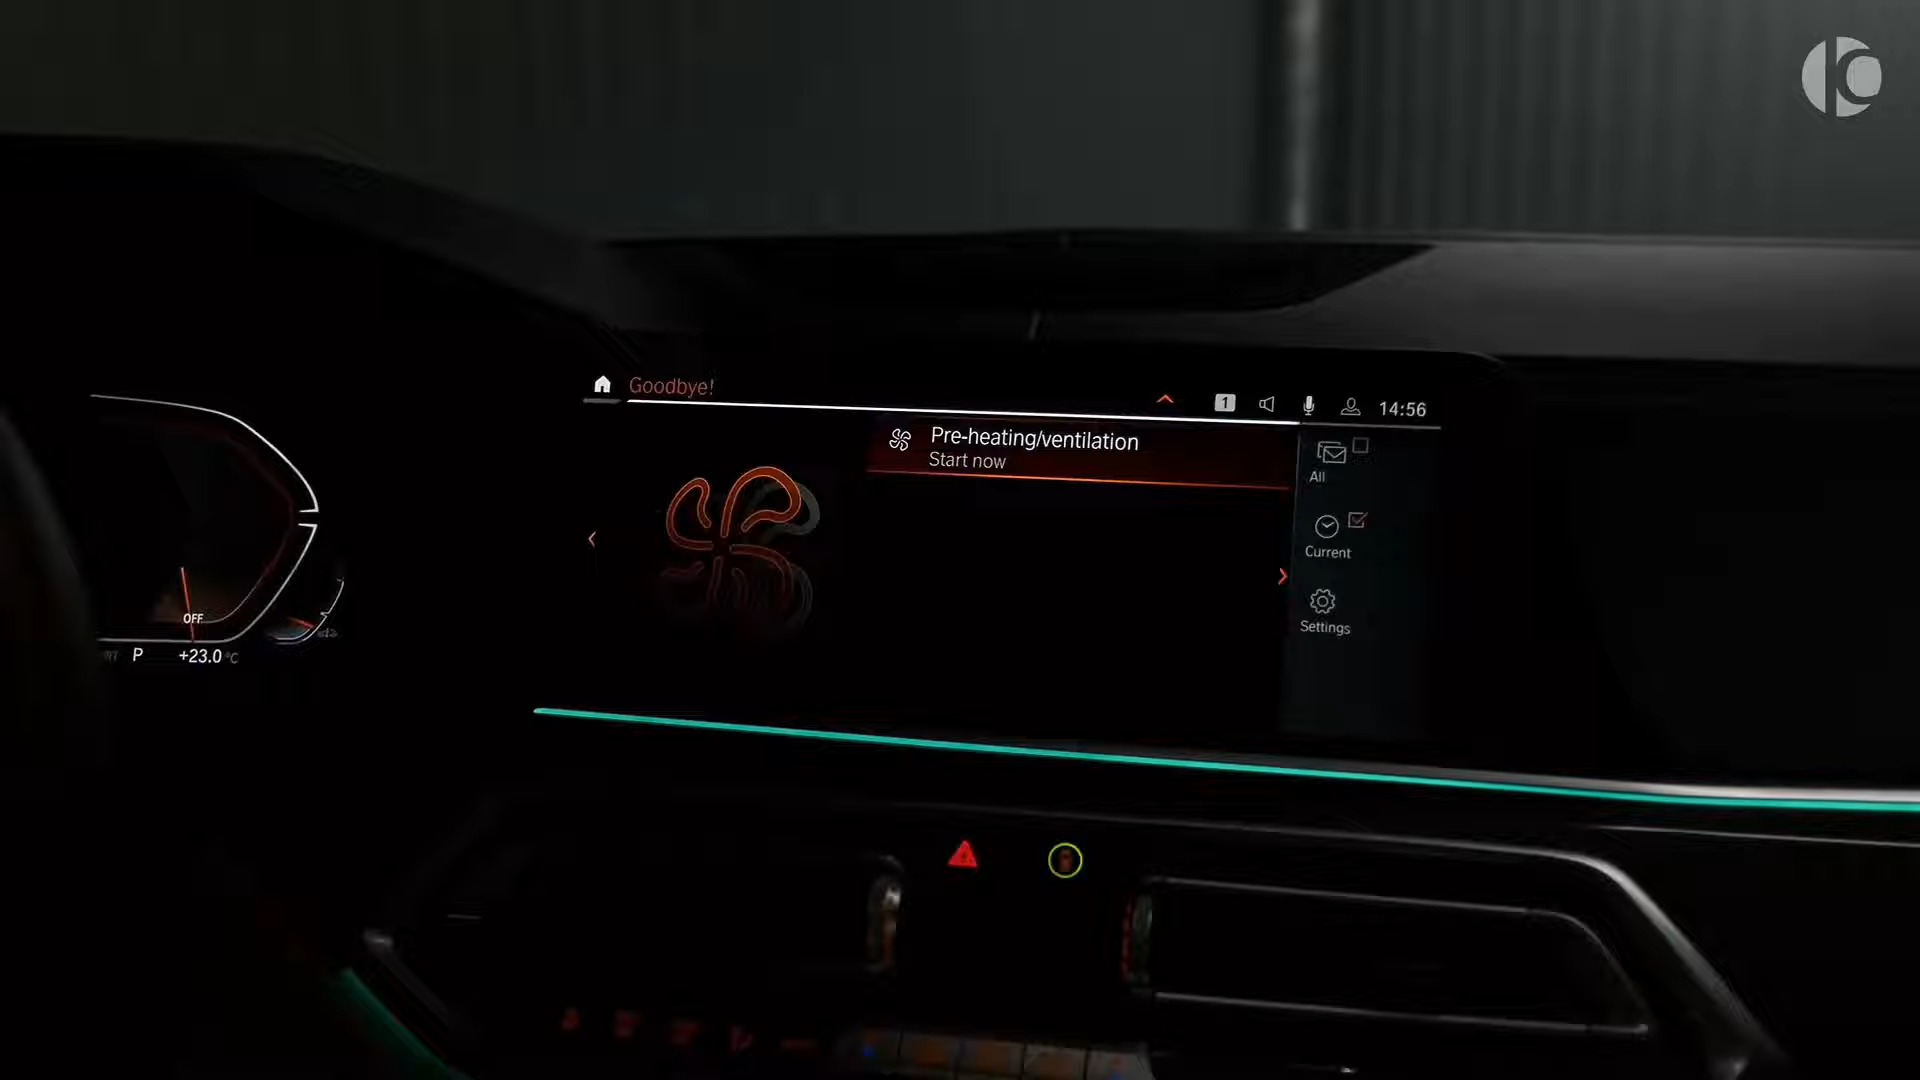 Goodbye!
1
14:56
Pre-heating/ventilation
Start now
All
Current
Settings
OFF
P
+23.0 °C